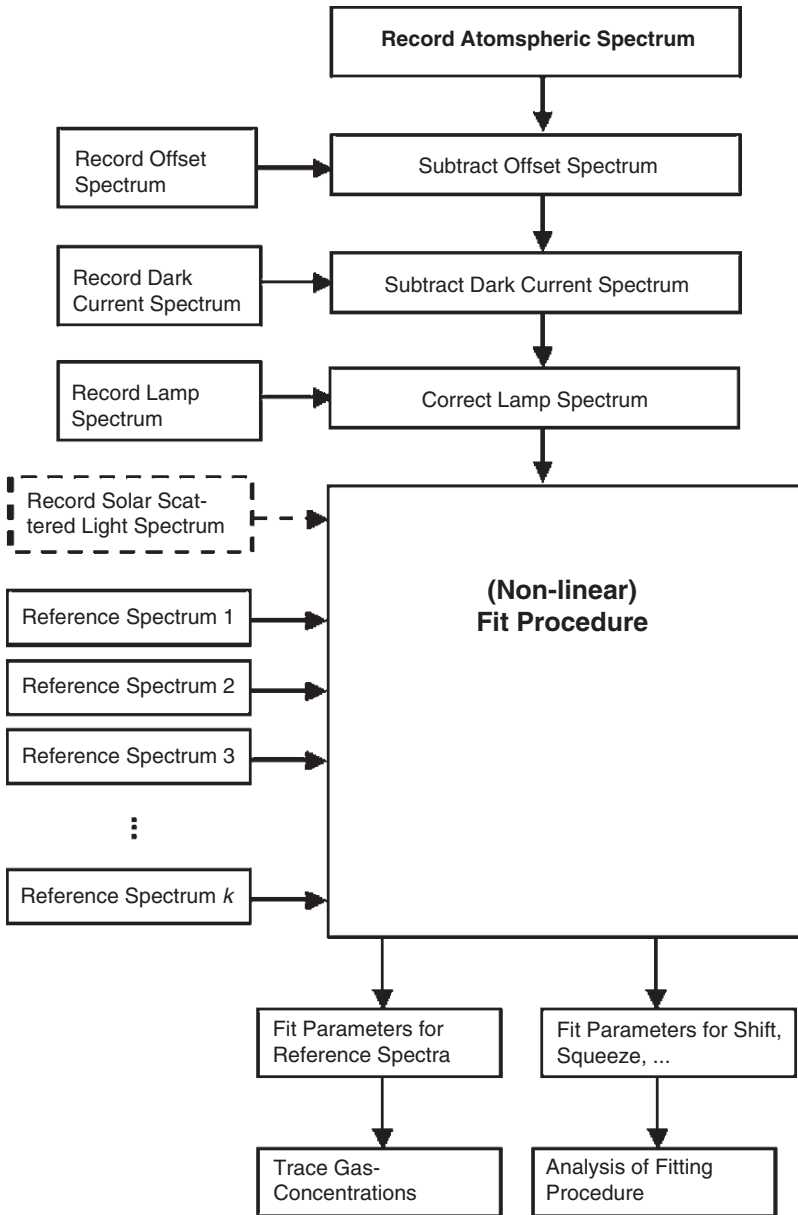 Record Atomspheric Spectrum
Record Offset
Spectrum
Subtract Offset Spectrum
Record Dark
Current Spectrum
Subtract Dark Current Spectrum
Record Lamp
Spectrum
Correct Lamp Spectrum
Record Solar Scat-
tered Light Spectrum
(Non-linear)
Fit Procedure
Reference Spectrum 1
Reference Spectrum 2
Reference Spectrum 3
...
Reference Spectrum k
Fit Parameters for
Reference Spectra
Fit Parameters for Shift,
Squeeze, ...
Trace Gas-
Concentrations
Analysis of Fitting
Procedure